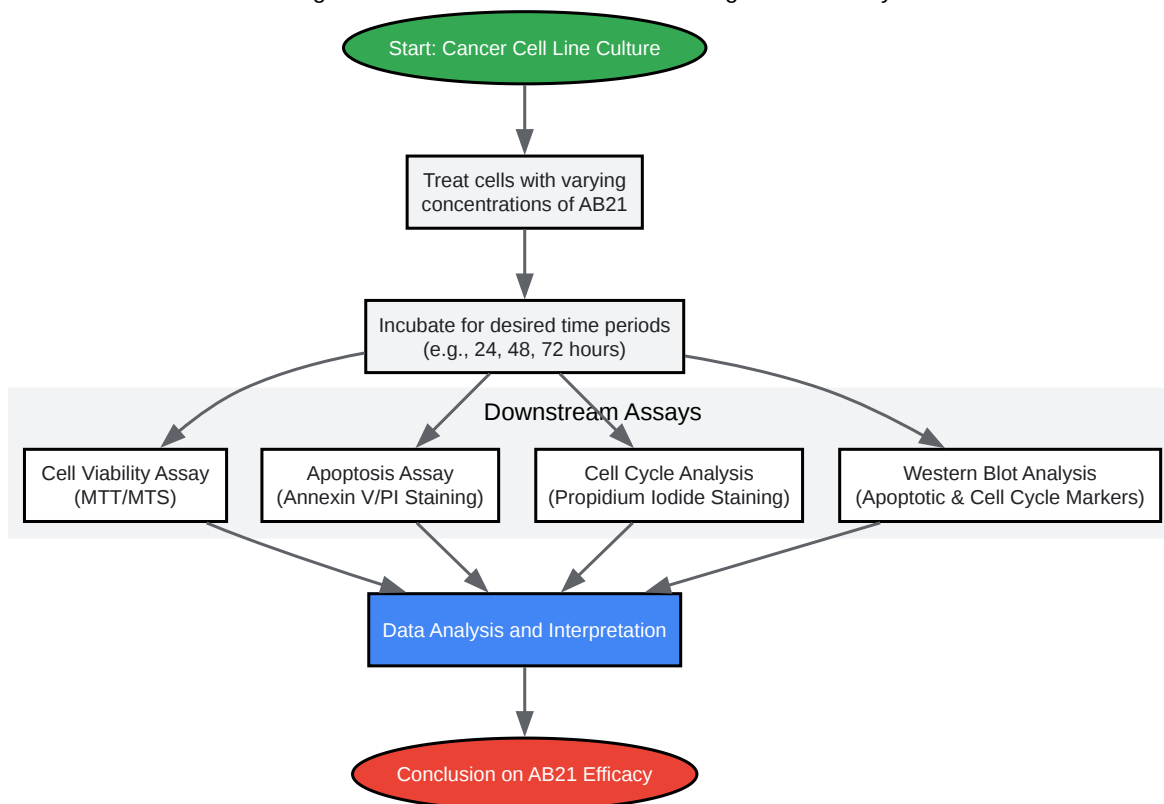 Start: Cancer Cell Line Culture
Treat cells with varying
concentrations of AB21
Incubate for desired time periods
(e.g., 24, 48, 72 hours)
Downstream Assays
Cell Viability Assay
(MTT/MTS)
Apoptosis Assay
(Annexin V/PI Staining)
Cell Cycle Analysis
(Propidium Iodide Staining)
Western Blot Analysis
(Apoptotic & Cell Cycle Markers)
Data Analysis and Interpretation
Conclusion on AB21 Efficacy